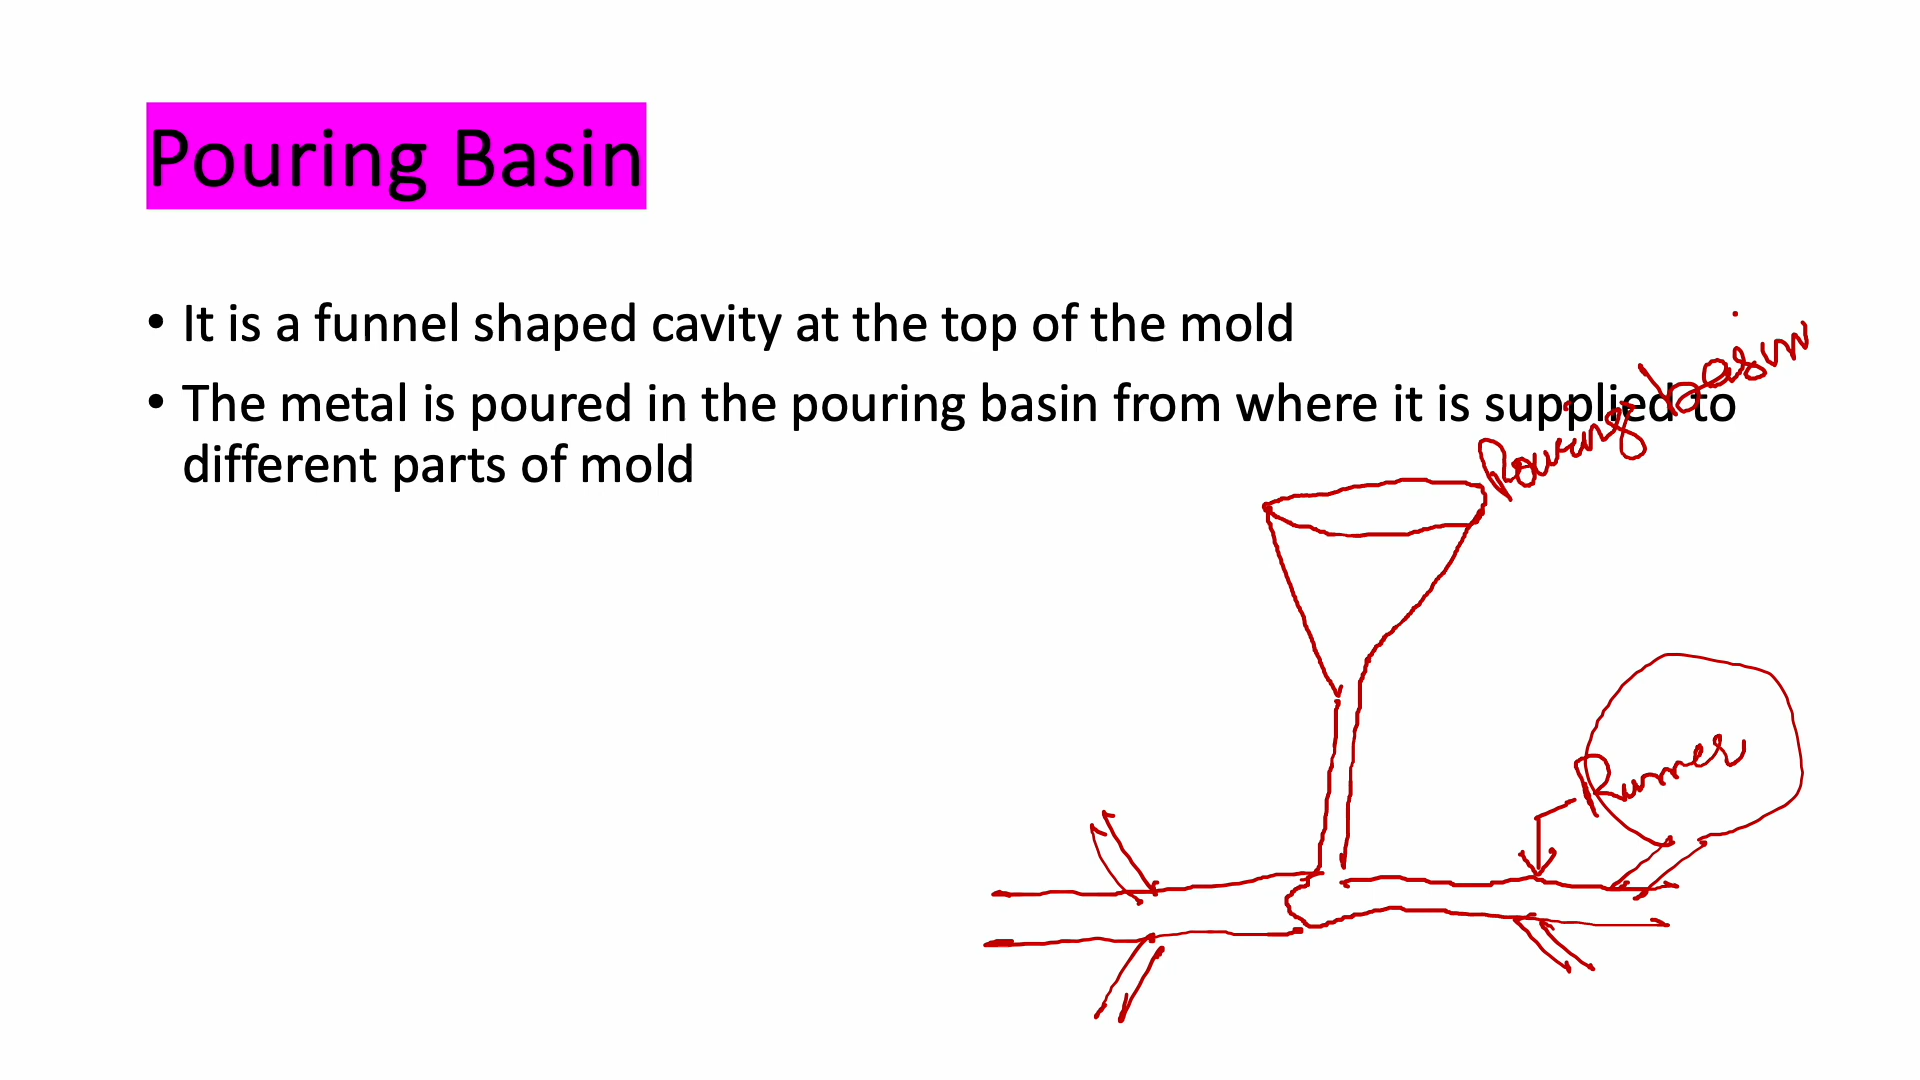 Pouring Basin
• It is a funnel shaped cavity at the top of the mold
• The metal is poured in the pouring basin from where it is supplied to
different parts of mold
Pouring basin
Runner